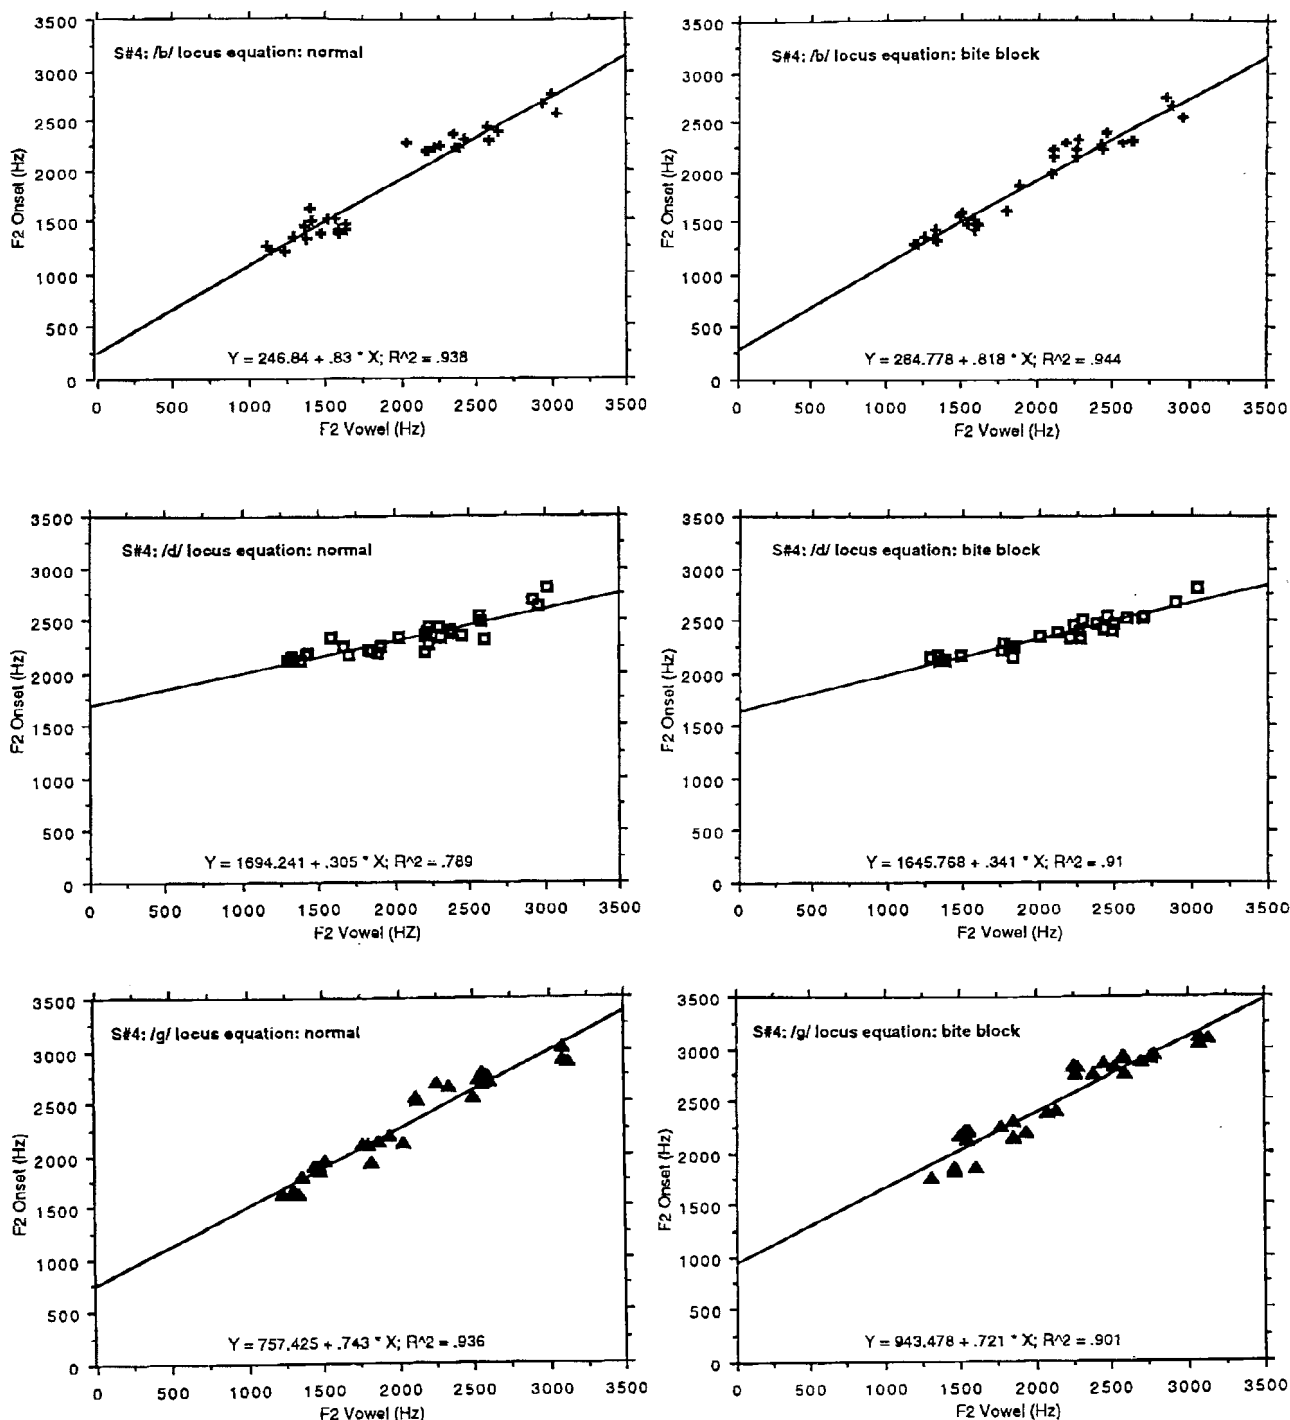 S#4: /b/ locus equation: normal
3500
3000
2500
2000
1500
1000
500
0
F2 Onset (Hz)
Y = 246.84 + .83 * X; R^2 = .938
0 500 1000 1500 2000 2500 3000 3500
F2 Vowel (Hz)
S#4: /b/ locus equation: bite block
3500
3000
2500
2000
1500
1000
500
0
F2 Onset (Hz)
Y = 284.778 + .818 * X; R^2 = .944
0 500 1000 1500 2000 2500 3000 3500
F2 Vowel (Hz)
S#4: /d/ locus equation: normal
3500
3000
2500
2000
1500
1000
500
0
F2 Onset (Hz)
Y = 1694.241 + .305 * X; R^2 = .789
0 500 1000 1500 2000 2500 3000 3500
F2 Vowel (HZ)
S#4: /d/ locus equation: bite block
3500
3000
2500
2000
1500
1000
500
0
F2 Onset (Hz)
Y = 1645.768 + .341 * X; R^2 = .91
0 500 1000 1500 2000 2500 3000 3500
F2 Vowel (Hz)
S#4: /g/ locus equation: normal
3500
3000
2500
2000
1500
1000
500
0
F2 Onset (Hz)
Y = 757.425 + .743 * X; R^2 = .936
0 500 1000 1500 2000 2500 3000 3500
F2 Vowel (Hz)
S#4: /g/ locus equation: bite block
3500
3000
2500
2000
1500
1000
500
0
F2 Onset (Hz)
Y = 943.478 + .721 * X; R^2 = .901
0 500 1000 1500 2000 2500 3000 3500
F2 Vowel (Hz)